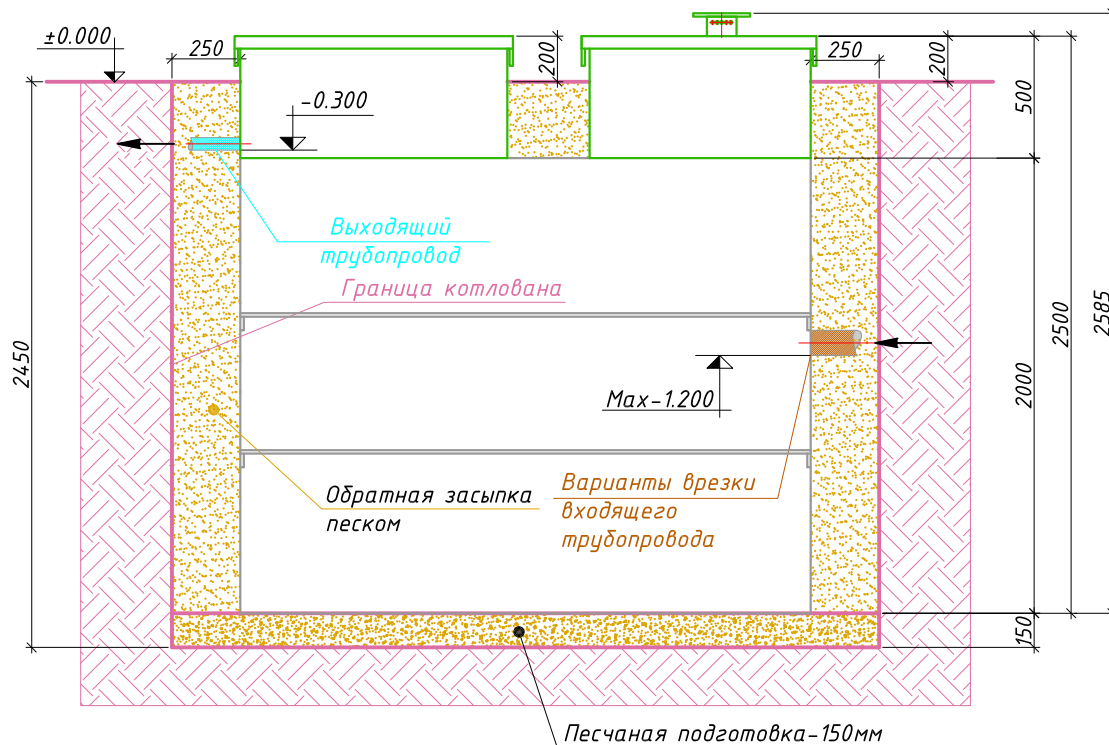 ±0.000
250
200
250
200
500
-0.300
Выходящий
трубопровод
Граница котлована
2450
2500
2585
2000
Max-1.200
Обратная засыпка
песком
Варианты врезки
входящего
трубопровода
150
Песчаная подготовка-150мм